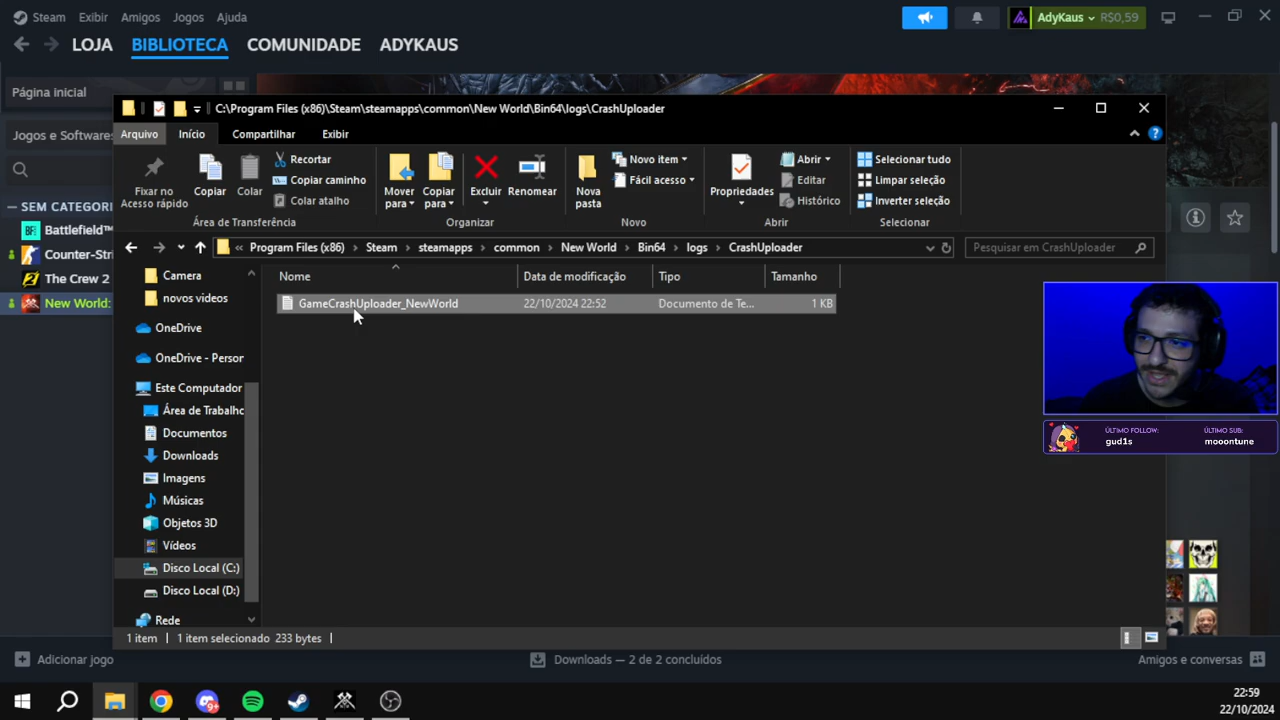 Steam Exibir Amigos Jogos Ajuda
AdyKaus R$0,59
LOJA BIBLIOTECA COMUNIDADE ADYKAUS
Página inicial
Jogos e Softwares
SEM CATEGORI
Battlefield™
Counter-Strik
The Crew 2
New World:
C:\Program Files (x86)\Steam\steamapps\common\New World\Bin64\logs\CrashUploader
Arquivo Início Compartilhar Exibir
Fixar no Acesso rápido
Copiar
Colar
Recortar
Copiar caminho
Colar atalho
Área de Transferência
Mover para
Copiar para
Excluir
Renomear
Organizar
Nova pasta
Novo item
Fácil acesso
Novo
Propriedades
Abrir
Editar
Histórico
Abrir
Selecionar tudo
Limpar seleção
Inverter seleção
Selecionar
« Program Files (x86) > Steam > steamapps > common > New World > Bin64 > logs > CrashUploader
Pesquisar em CrashUploader
Camera
novos videos
OneDrive
OneDrive - Person
Este Computador
Área de Trabalho
Documentos
Downloads
Imagens
Músicas
Objetos 3D
Vídeos
Disco Local (C:)
Disco Local (D:)
Rede
Nome Data de modificação Tipo Tamanho
GameCrashUploader_NewWorld 22/10/2024 22:52 Documento de Te... 1 KB
1 item 1 item selecionado 233 bytes
ÚLTIMO FOLLOW: ÚLTIMO SUB:
gud1s mooontune
Adicionar jogo
Downloads — 2 de 2 concluídos
Amigos e conversas
22:59
22/10/2024